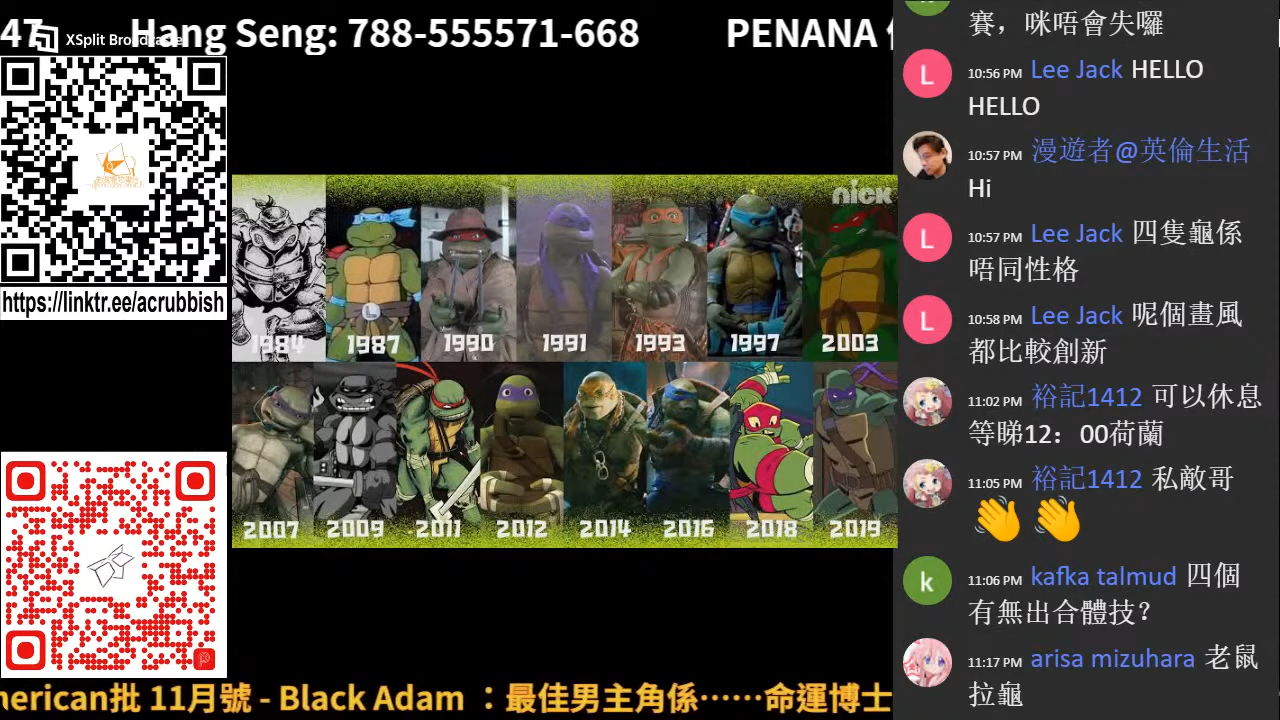 47
XSplit Broadcaster
Hang Seng: 788-555571-668
PENANA
https://linktr.ee/acrubbish
nick
1984
1987
1990
1991
1993
1997
2003
2007
2009
2011
2012
2014
2016
2018
2019
merican批 11月號 - Black Adam ：最佳男主角係……命運博士
賽，咪唔會失囉
L
10:56 PM Lee Jack HELLO
HELLO
10:57 PM 漫遊者@英倫生活
Hi
L
10:57 PM Lee Jack 四隻龜係
唔同性格
L
10:58 PM Lee Jack 呢個畫風
都比較創新
11:02 PM 裕記1412 可以休息
等睇12：00荷蘭
11:05 PM 裕記1412 私敵哥
👋 👋
k
11:06 PM kafka talmud 四個
有無出合體技?
11:17 PM arisa mizuhara 老鼠
拉龜